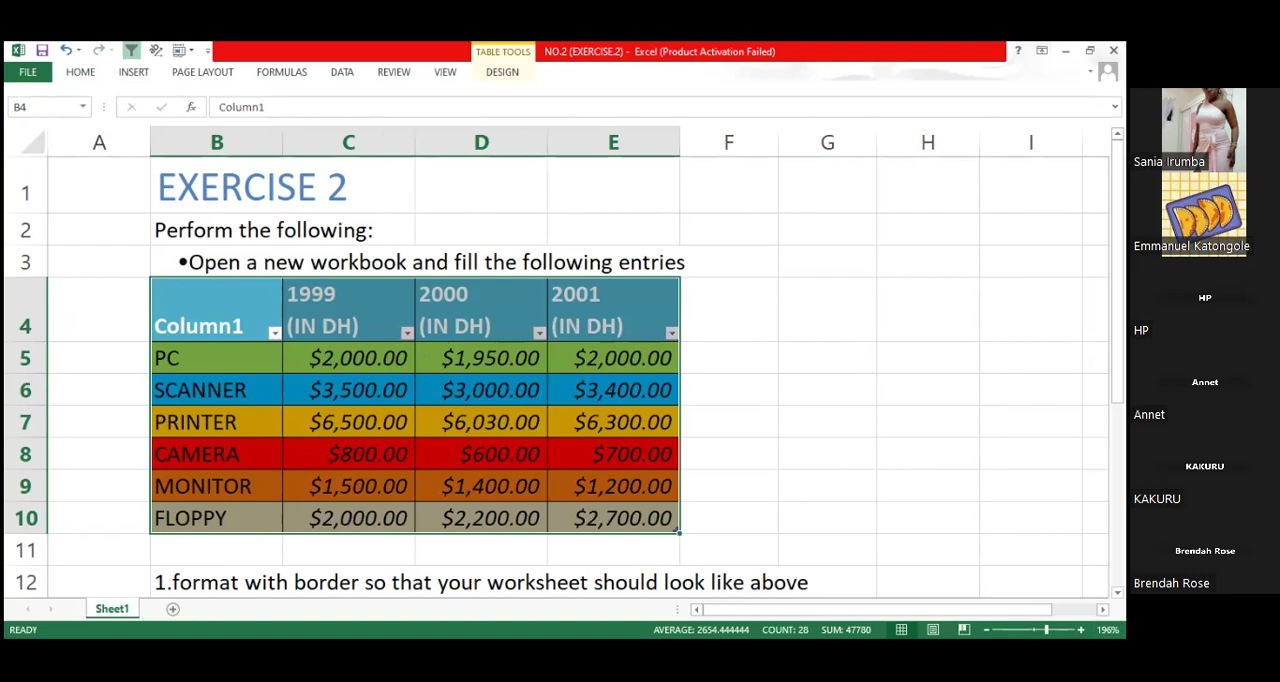 TABLE TOOLS
NO.2 (EXERCISE.2) - Excel (Product Activation Failed)
?
FILE HOME INSERT PAGE LAYOUT FORMULAS DATA REVIEW VIEW DESIGN
B4 fx Column1
A B C D E F G H I
1 EXERCISE 2
2 Perform the following:
3 •Open a new workbook and fill the following entries
1999 2000 2001
4 Column1 (IN DH) (IN DH) (IN DH)
5 PC $2,000.00 $1,950.00 $2,000.00
6 SCANNER $3,500.00 $3,000.00 $3,400.00
7 PRINTER $6,500.00 $6,030.00 $6,300.00
8 CAMERA $800.00 $600.00 $700.00
9 MONITOR $1,500.00 $1,400.00 $1,200.00
10 FLOPPY $2,000.00 $2,200.00 $2,700.00
11
12 1.format with border so that your worksheet should look like above
Sheet1
READY AVERAGE: 2654.444444 COUNT: 28 SUM: 47780 196%
Sania Irumba
Emmanuel Katongole
HP
HP
Annet
Annet
KAKURU
KAKURU
Brendah Rose
Brendah Rose